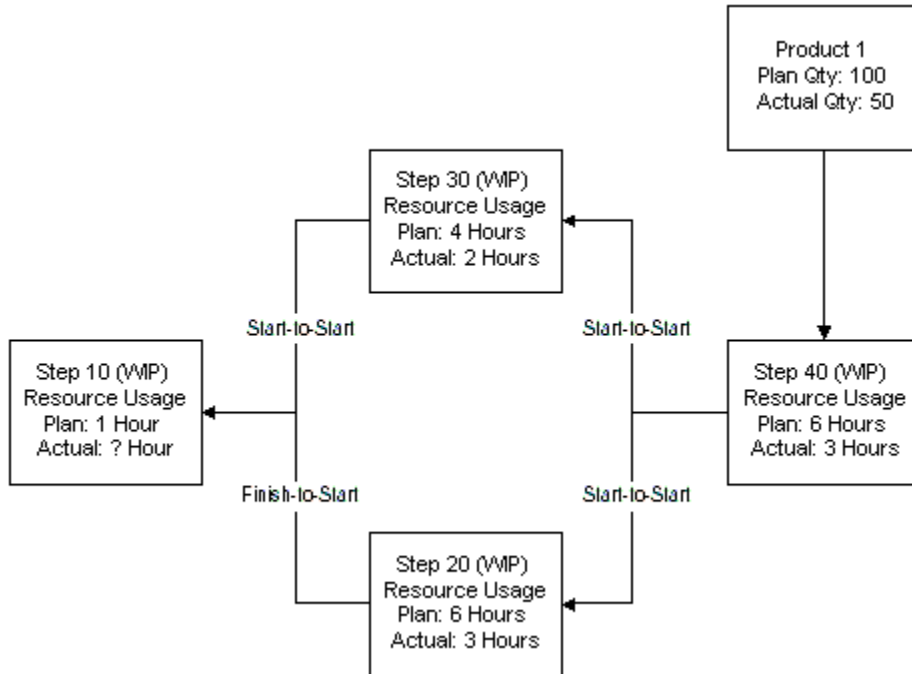 Product 1
Plan Qty: 100
Actual Qty: 50
Step 30 (WIP)
Resource Usage
Plan: 4 Hours
Actual: 2 Hours
Start-to-Start
Start-to-Start
Step 10 (WIP)
Resource Usage
Plan: 1 Hour
Actual: ? Hour
Step 40 (WIP)
Resource Usage
Plan: 6 Hours
Actual: 3 Hours
Finish-to-Start
Start-to-Start
Step 20 (WIP)
Resource Usage
Plan: 6 Hours
Actual: 3 Hours